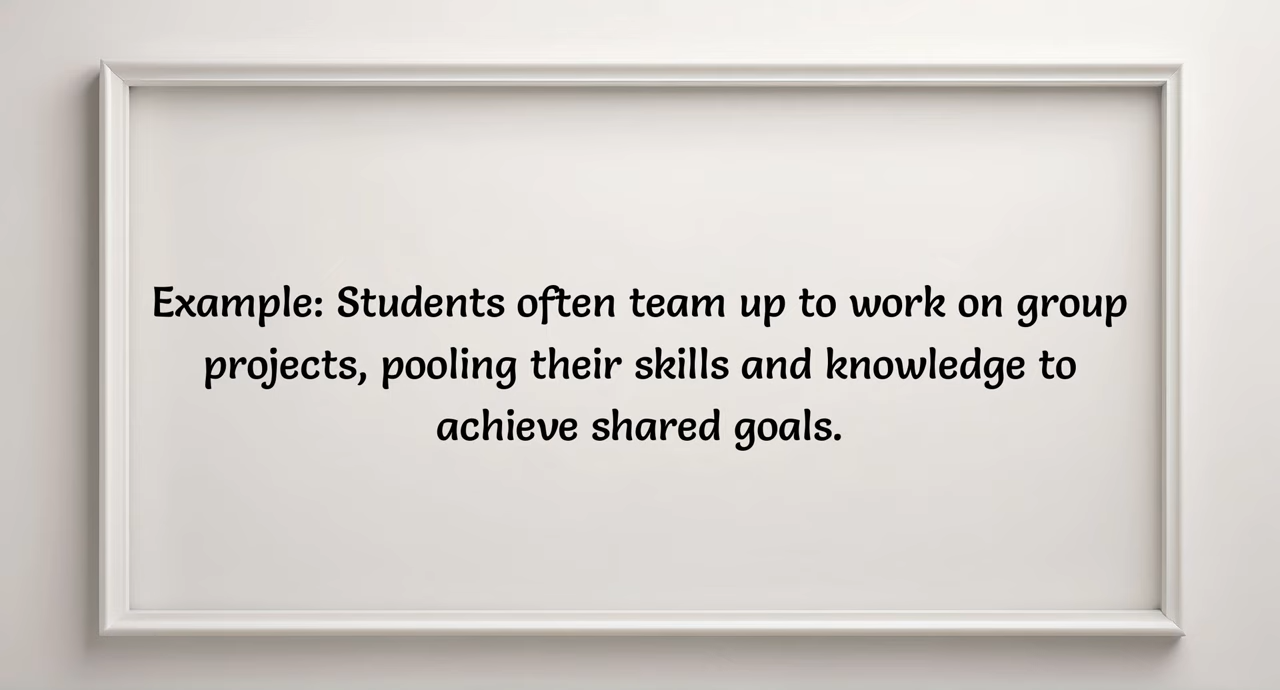 Example: Students often team up to work on group
projects, pooling their skills and knowledge to
achieve shared goals.